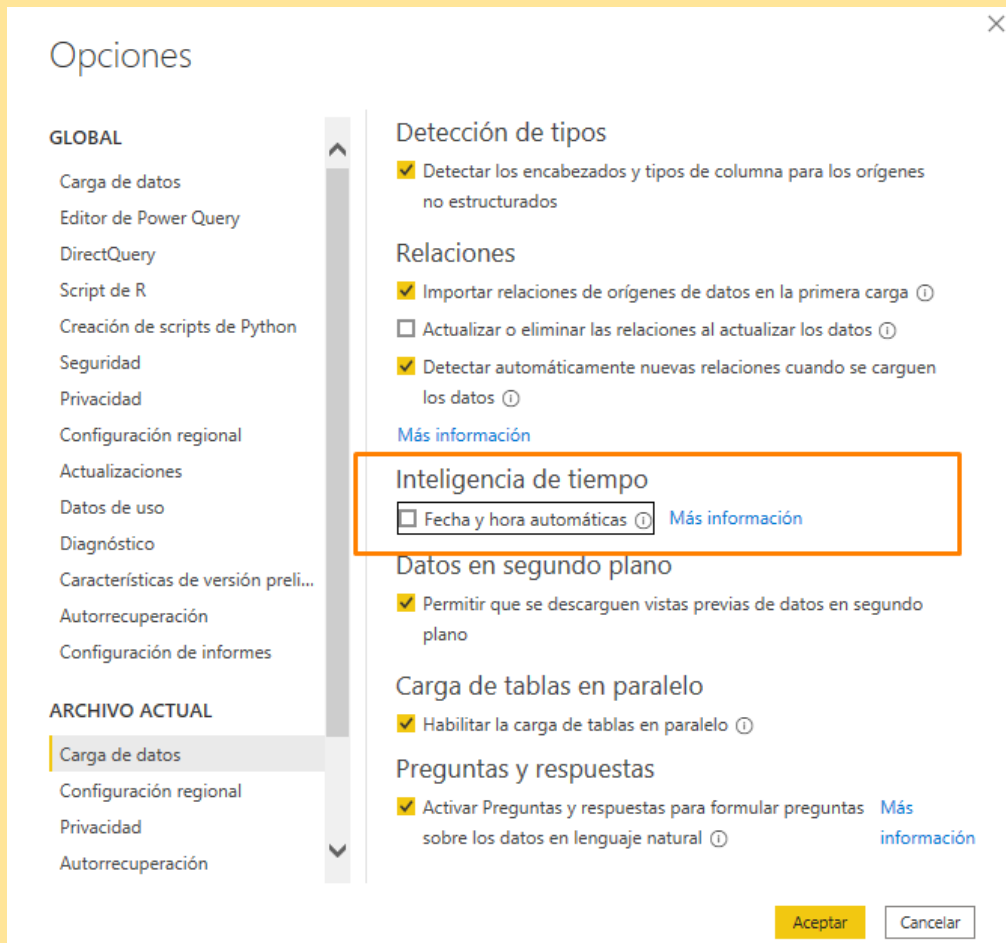 Opciones
GLOBAL
Carga de datos
Editor de Power Query
DirectQuery
Script de R
Creación de scripts de Python
Seguridad
Privacidad
Configuración regional
Actualizaciones
Datos de uso
Diagnóstico
Características de versión preli...
Autorrecuperación
Configuración de informes
ARCHIVO ACTUAL
Carga de datos
Configuración regional
Privacidad
Autorrecuperación
Detección de tipos
Detectar los encabezados y tipos de columna para los orígenes
no estructurados
Relaciones
Importar relaciones de orígenes de datos en la primera carga
Actualizar o eliminar las relaciones al actualizar los datos
Detectar automáticamente nuevas relaciones cuando se carguen
los datos
Más información
Inteligencia de tiempo
Fecha y hora automáticas Más información
Datos en segundo plano
Permitir que se descarguen vistas previas de datos en segundo
plano
Carga de tablas en paralelo
Habilitar la carga de tablas en paralelo
Preguntas y respuestas
Activar Preguntas y respuestas para formular preguntas Más
sobre los datos en lenguaje natural información
Aceptar Cancelar